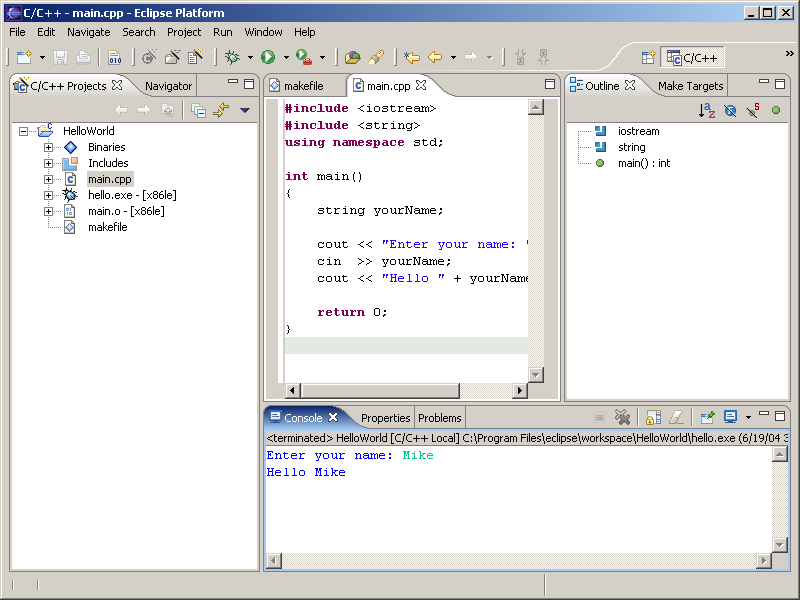 C/C++ - main.cpp - Eclipse Platform
File Edit Navigate Search Project Run Window Help
010
C/C++
»
C/C++ Projects
Navigator
HelloWorld
Binaries
Includes
main.cpp
hello.exe - [x86le]
main.o - [x86le]
makefile
makefile
main.cpp
#include <iostream>
#include <string>
using namespace std;
int main()
{
string yourName;
cout << "Enter your name: "
cin >> yourName;
cout << "Hello " + yourName
return 0;
}
Outline
Make Targets
iostream
string
main() : int
Console
Properties
Problems
<terminated> HelloWorld [C/C++ Local] C:\Program Files\eclipse\workspace\HelloWorld\hello.exe (6/19/04 3
Enter your name: Mike
Hello Mike